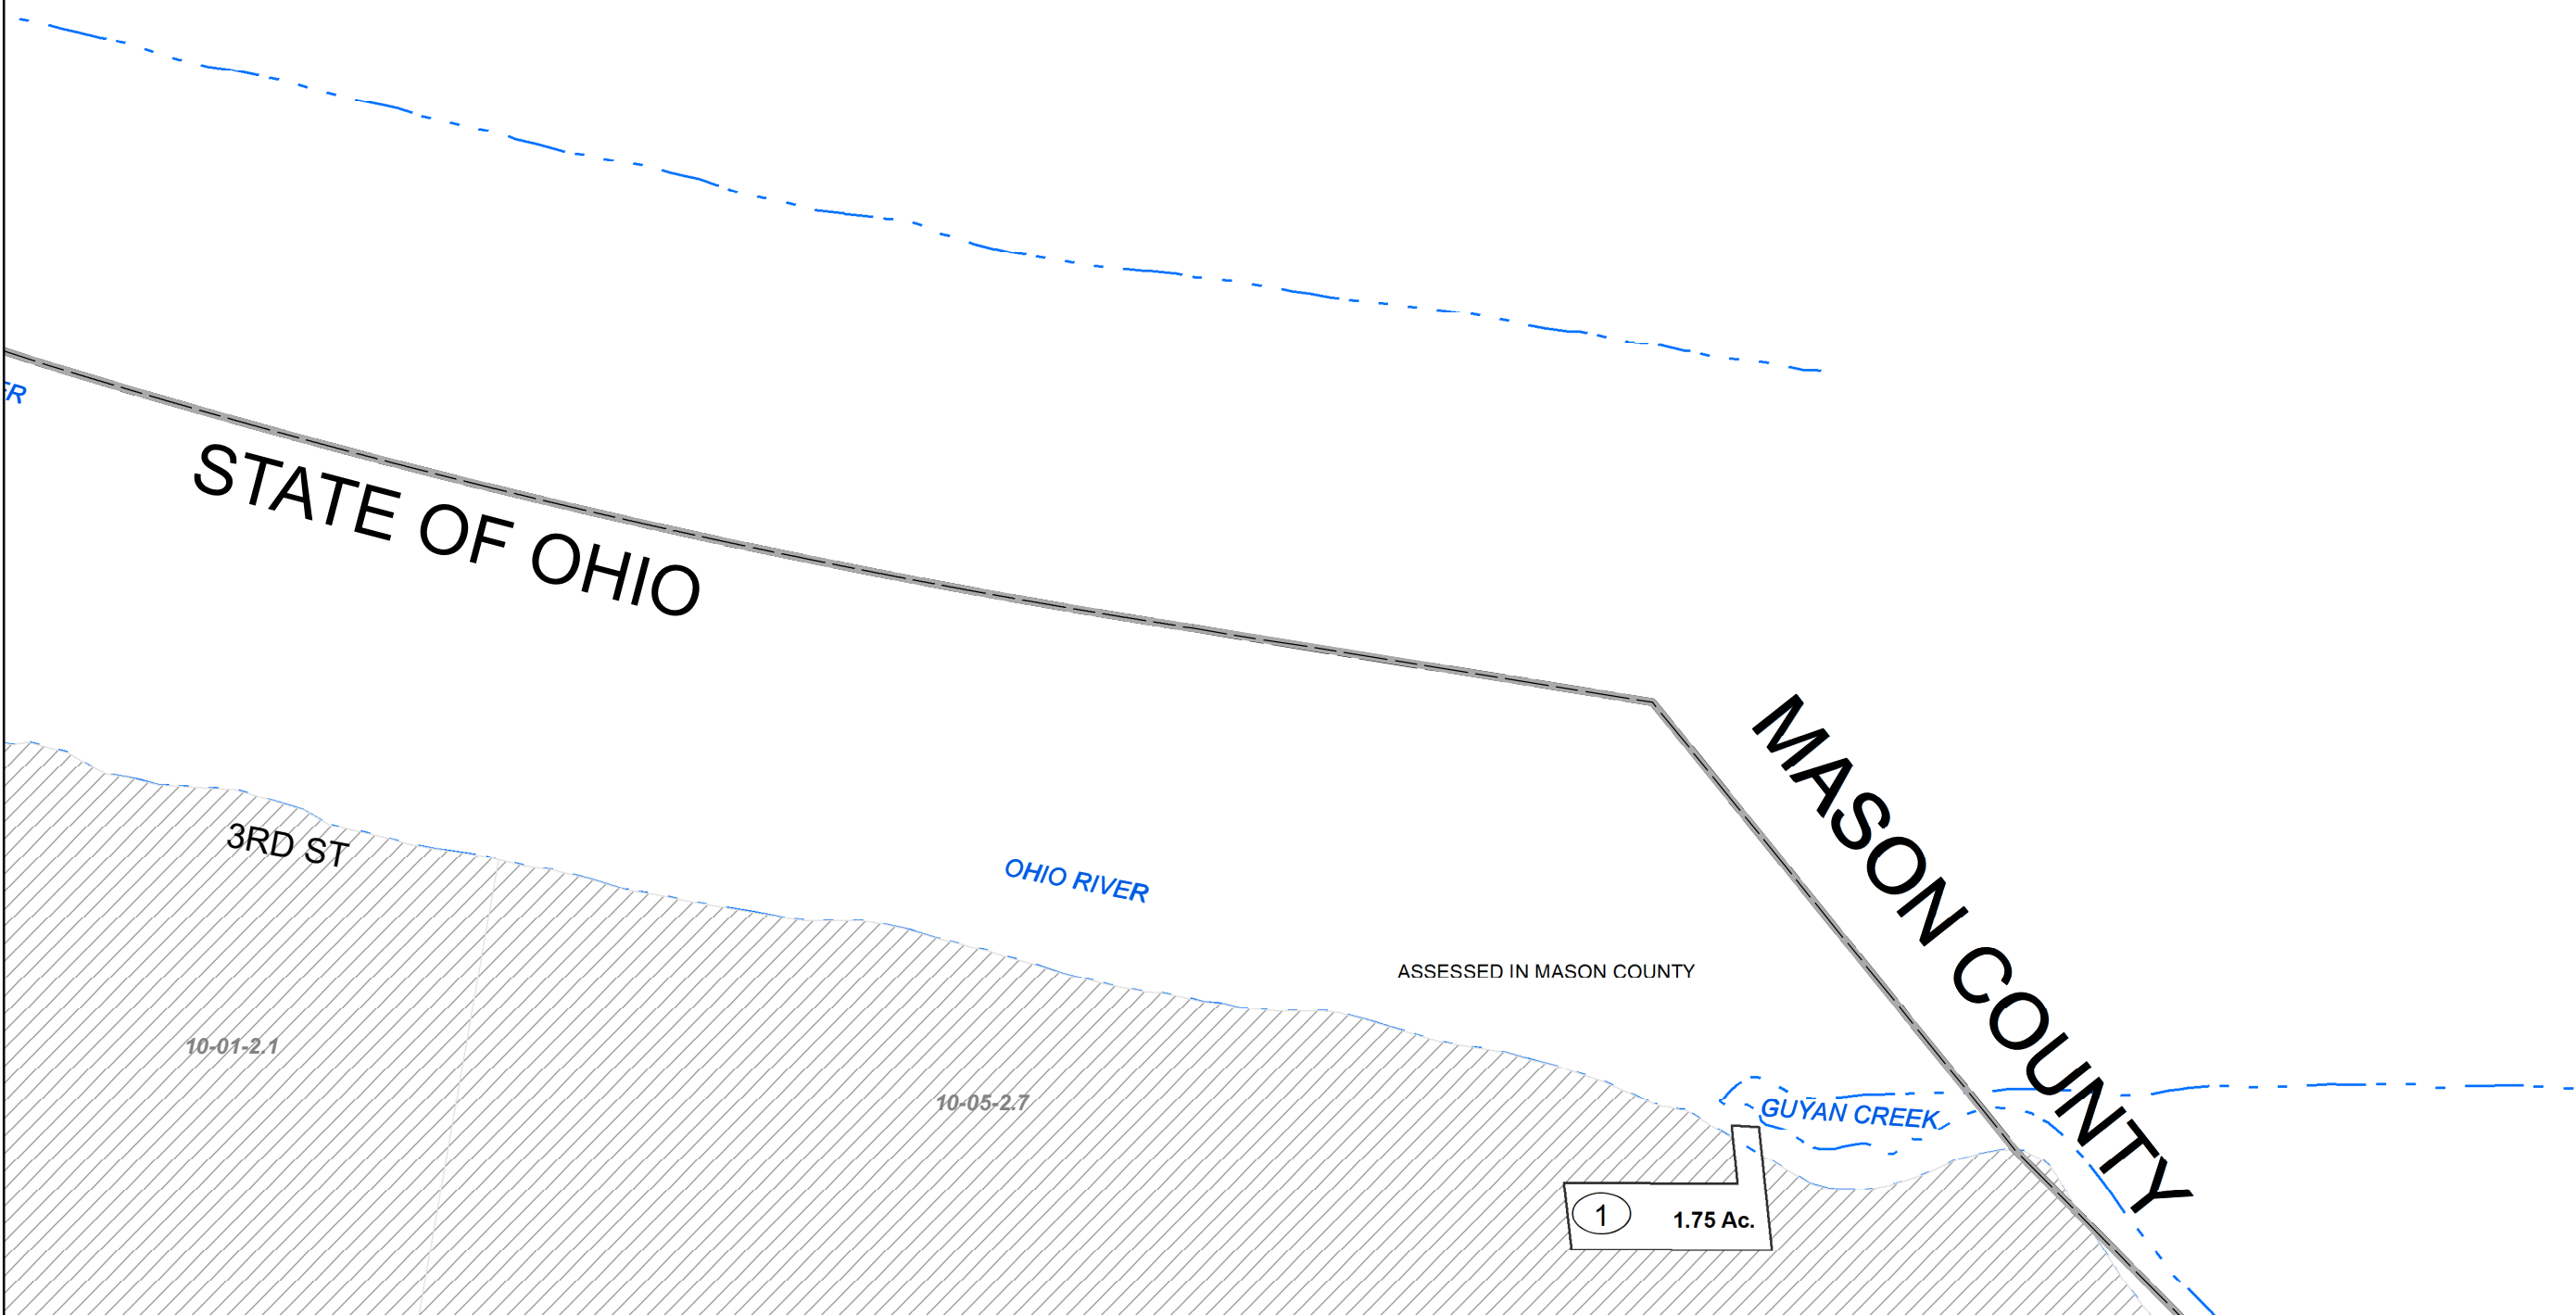 STATE OF OHIO
MASON COUNTY
3RD ST
OHIO RIVER
ASSESSED IN MASON COUNTY
10-01-2.1
10-05-2.7
GUYAN CREEK
1
1.75 Ac.